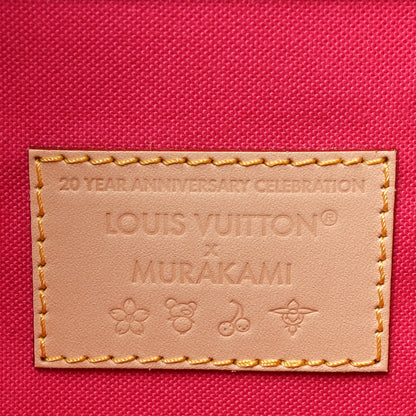 20 YEAR ANNIVERSARY CELEBRATION
LOUIS VUITTON®
x
MURAKAMI